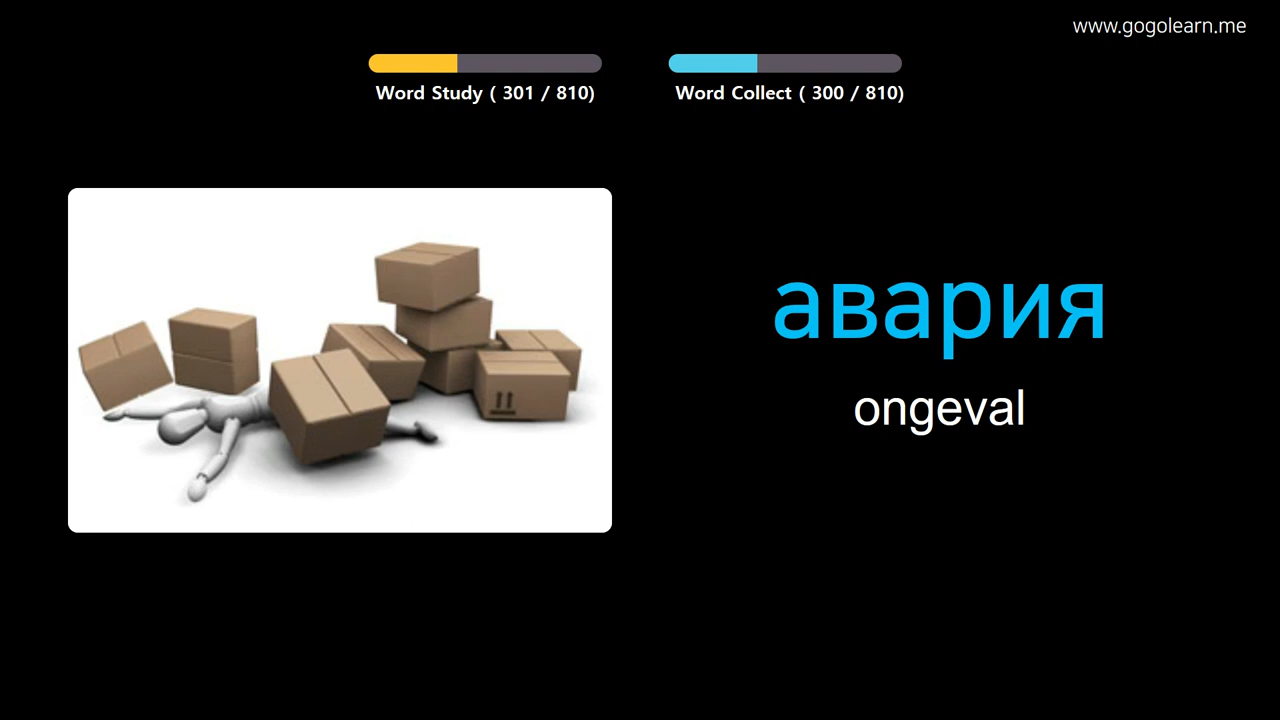 www.gogolearn.me
Word Study ( 301 / 810)
Word Collect ( 300 / 810)
авария
ongeval